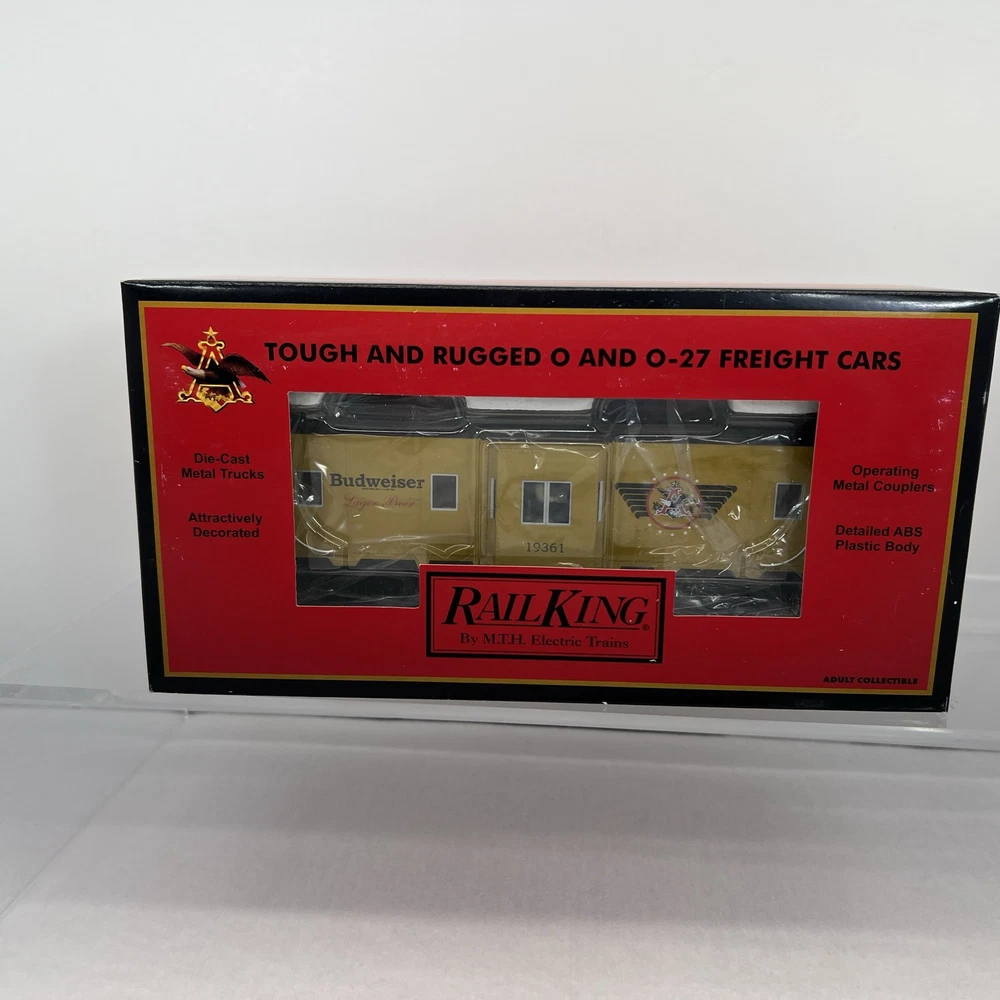 TOUGH AND RUGGED O AND O-27 FREIGHT CARS
Die-Cast
Metal Trucks
Attractively
Decorated
Budweiser
Lager Beer
19361
Operating
Metal Couplers
Detailed ABS
Plastic Body
RAILKING®
By M.T.H. Electric Trains
ADULT COLLECTIBLE